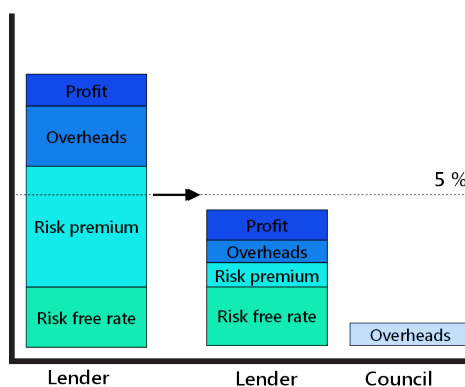 Profit
Overheads
Risk premium
Risk free rate
5 %
Profit
Overheads
Risk premium
Risk free rate
Overheads
Lender
Lender
Council